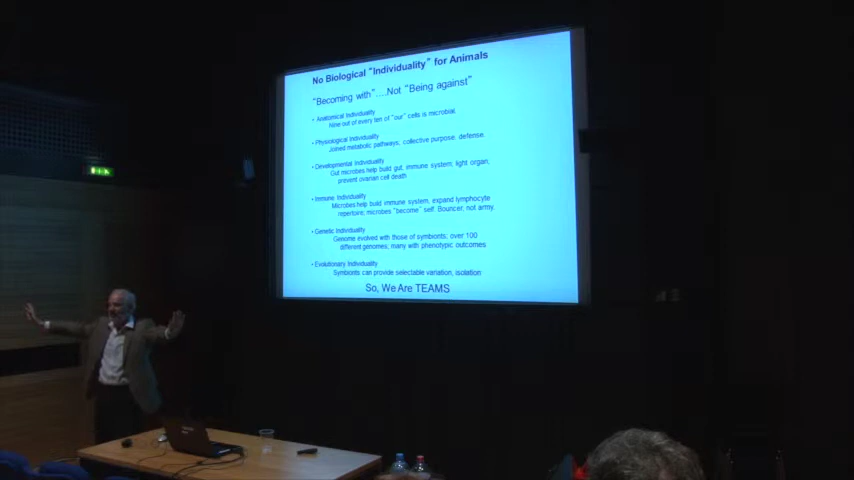 No Biological "Individuality" for Animals
"Becoming with"....Not "Being against"
• Anatomical Individuality
Nine out of every ten of "our" cells is microbial.
• Physiological Individuality
Joined metabolic pathways; collective purpose; defense.
• Developmental Individuality
Gut microbes help build gut, immune system; light organ,
prevent ovarian cell death
• Immune Individuality
Microbes help build immune system, expand lymphocyte
repertoire; microbes "become" self. Bouncer, not army.
• Genetic Individuality
Genome evolved with those of symbionts; over 100
different genomes, many with phenotypic outcomes
• Evolutionary Individuality
Symbionts can provide selectable variation, isolation
So, We Are TEAMS